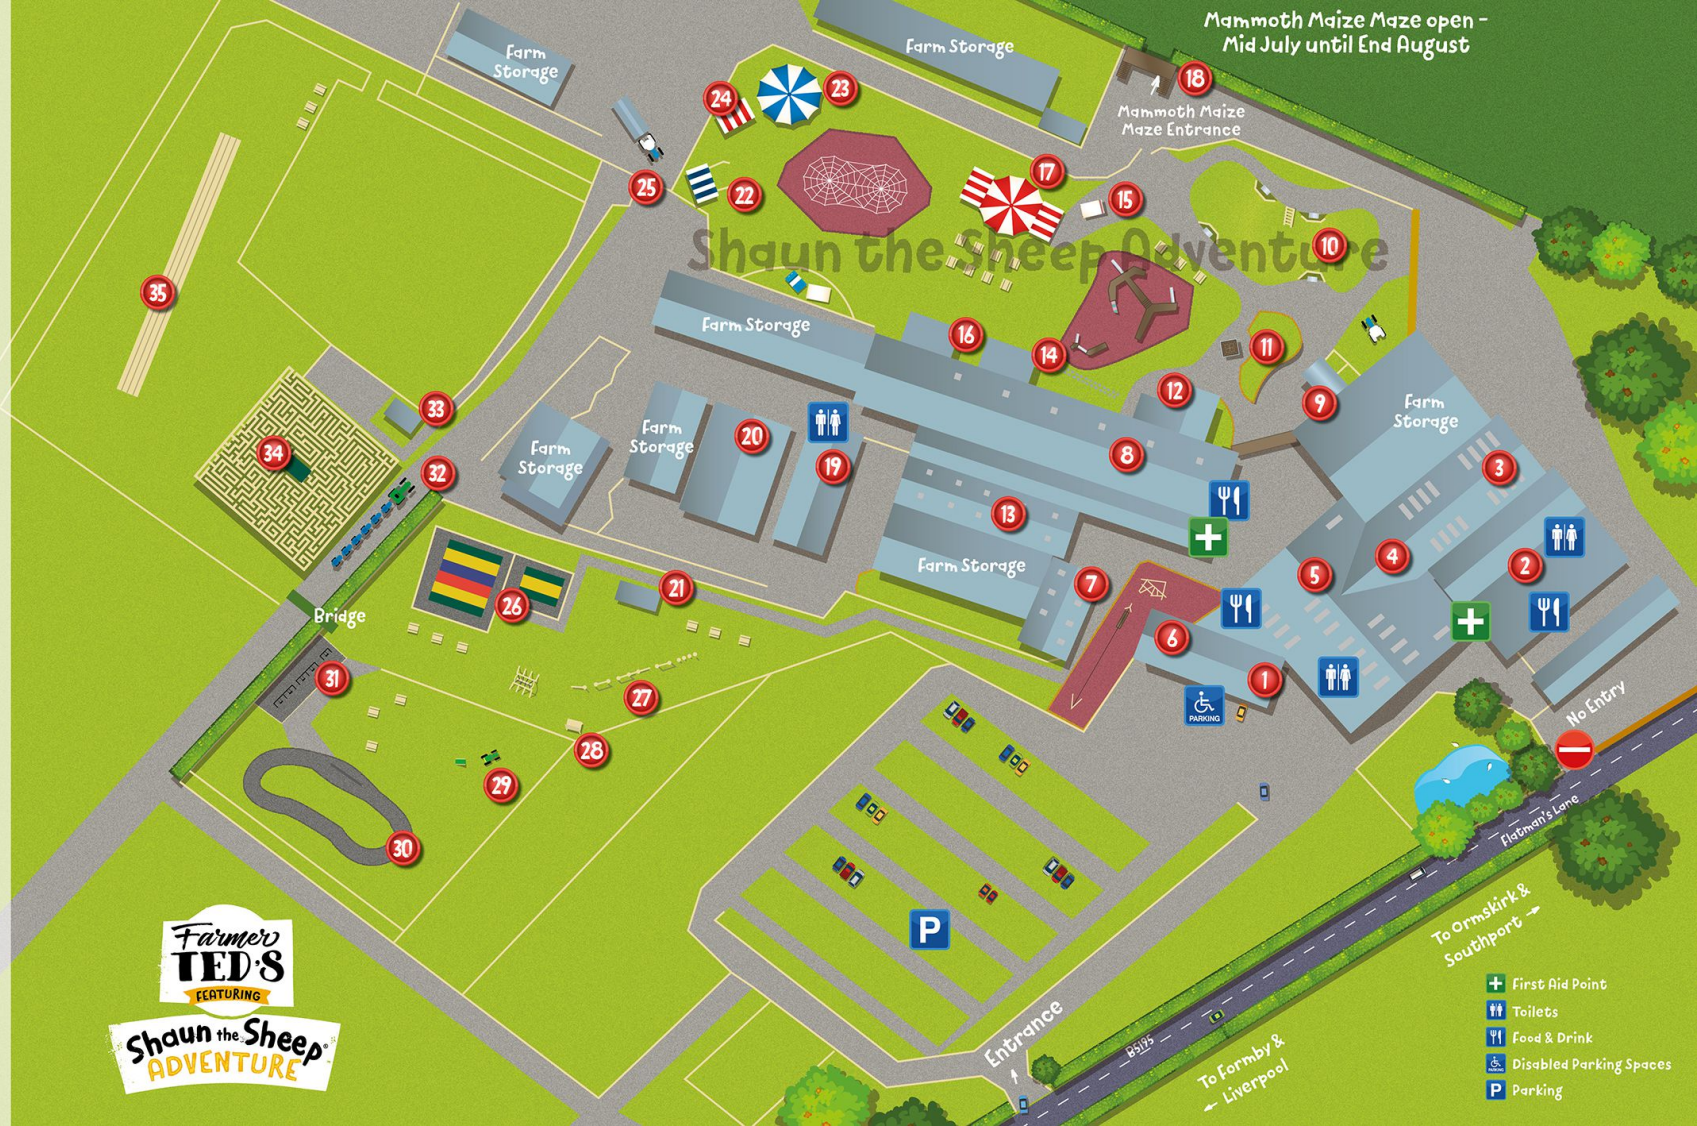 Mammoth Maize Maze open -
Mid July until End August
Farm Storage
Farm
Storage
18
Mammoth Maize
Maze Entrance
24
23
17
25
22
15
Shaun the Sheep Adventure
10
35
Farm Storage
16
14
11
12
9
Farm
Storage
33
34
32
Farm
Storage
Farm
Storage
20
19
8
3
13
Farm Storage
4
5
2
7
21
26
Bridge
6
31
27
1
PARKING
No Entry
28
29
30
Flatman's Lane
P
Farmer
TED'S
FEATURING
Shaun the Sheep®
ADVENTURE
To Ormskirk &
Southport
Entrance
B5195
To Formby &
Liverpool
First Aid Point
Toilets
Food & Drink
Disabled Parking Spaces
P Parking